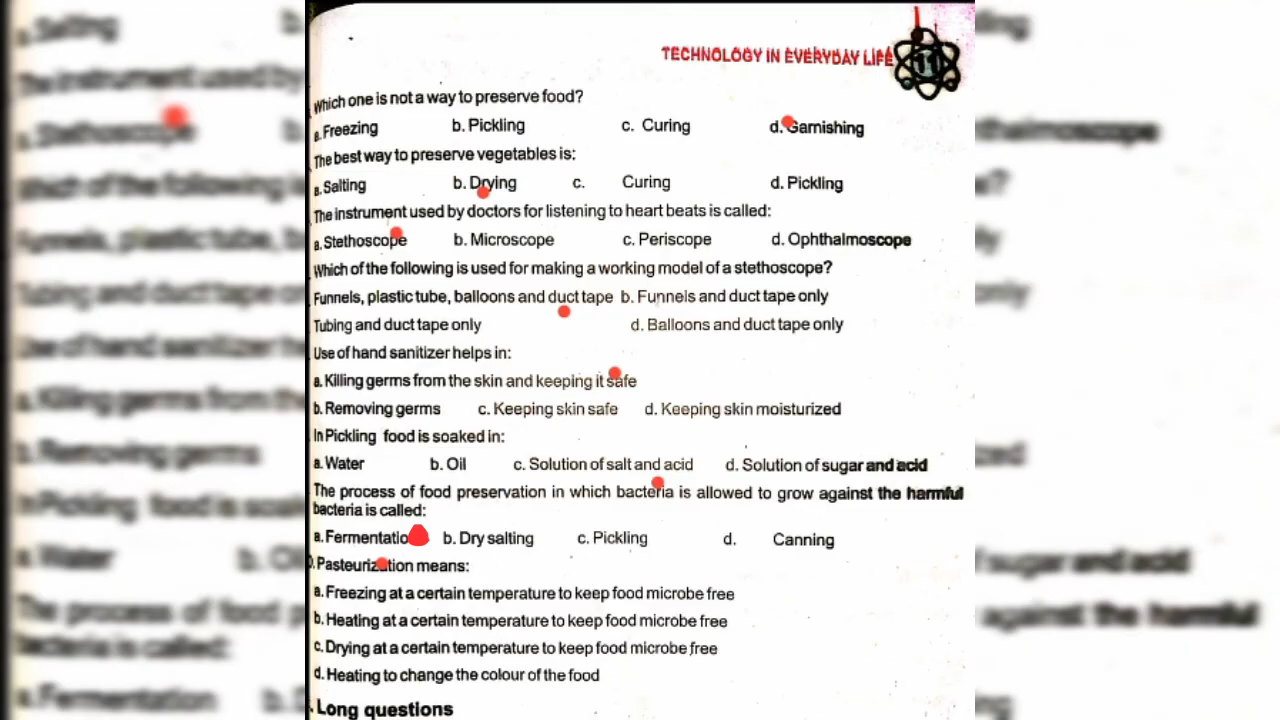 TECHNOLOGY IN EVERYDAY LIFE 11
Which one is not a way to preserve food?
a. Freezing b. Pickling c. Curing d. Garnishing
The best way to preserve vegetables is:
a. Salting b. Drying c. Curing d. Pickling
The instrument used by doctors for listening to heart beats is called:
a. Stethoscope b. Microscope c. Periscope d. Ophthalmoscope
Which of the following is used for making a working model of a stethoscope?
Funnels, plastic tube, balloons and duct tape b. Funnels and duct tape only
Tubing and duct tape only d. Balloons and duct tape only
Use of hand sanitizer helps in:
a. Killing germs from the skin and keeping it safe
b. Removing germs c. Keeping skin safe d. Keeping skin moisturized
In Pickling food is soaked in:
a. Water b. Oil c. Solution of salt and acid d. Solution of sugar and acid
The process of food preservation in which bacteria is allowed to grow against the harmful
bacteria is called:
a. Fermentatio b. Dry salting c. Pickling d. Canning
Pasteurization means:
a. Freezing at a certain temperature to keep food microbe free
b. Heating at a certain temperature to keep food microbe free
c. Drying at a certain temperature to keep food microbe free
d. Heating to change the colour of the food
Long questions